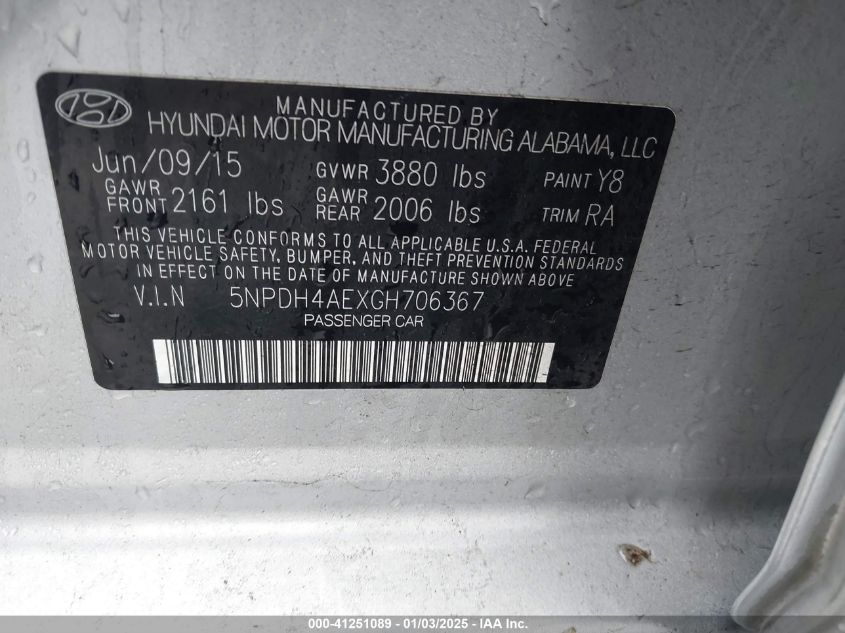 MANUFACTURED BY
HYUNDAI MOTOR MANUFACTURING ALABAMA, LLC
Jun/09/15 GVWR 3880 lbs PAINT Y8
GAWR FRONT 2161 lbs GAWR REAR 2006 lbs TRIM RA
THIS VEHICLE CONFORMS TO ALL APPLICABLE U.S.A. FEDERAL
MOTOR VEHICLE SAFETY, BUMPER, AND THEFT PREVENTION STANDARDS
IN EFFECT ON THE DATE OF MANUFACTURE SHOWN ABOVE
V.I.N 5NPDH4AEXGH706367
PASSENGER CAR
000-41251089 - 01/03/2025 - IAA Inc.